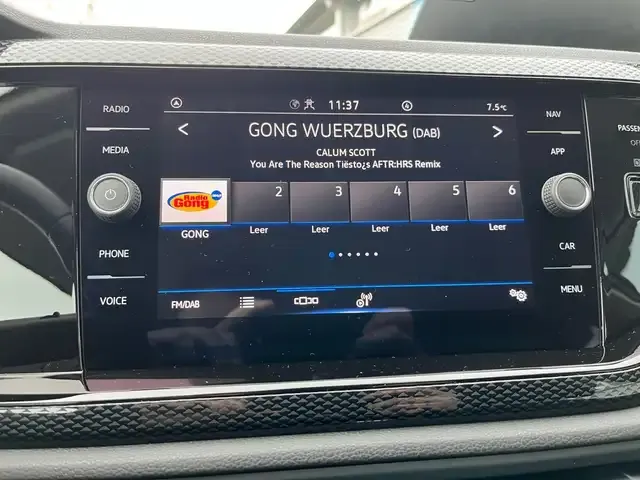 RADIO
MEDIA
PHONE
VOICE
11:37
7.5°C
< GONG WUERZBURG (DAB) >
CALUM SCOTT
You Are The Reason Tiësto¿s AFTR:HRS Remix
Radio
Gong
2 3 4 5 6
GONG Leer Leer Leer Leer Leer
FM/DAB
NAV
APP
CAR
MENU
PASSEN